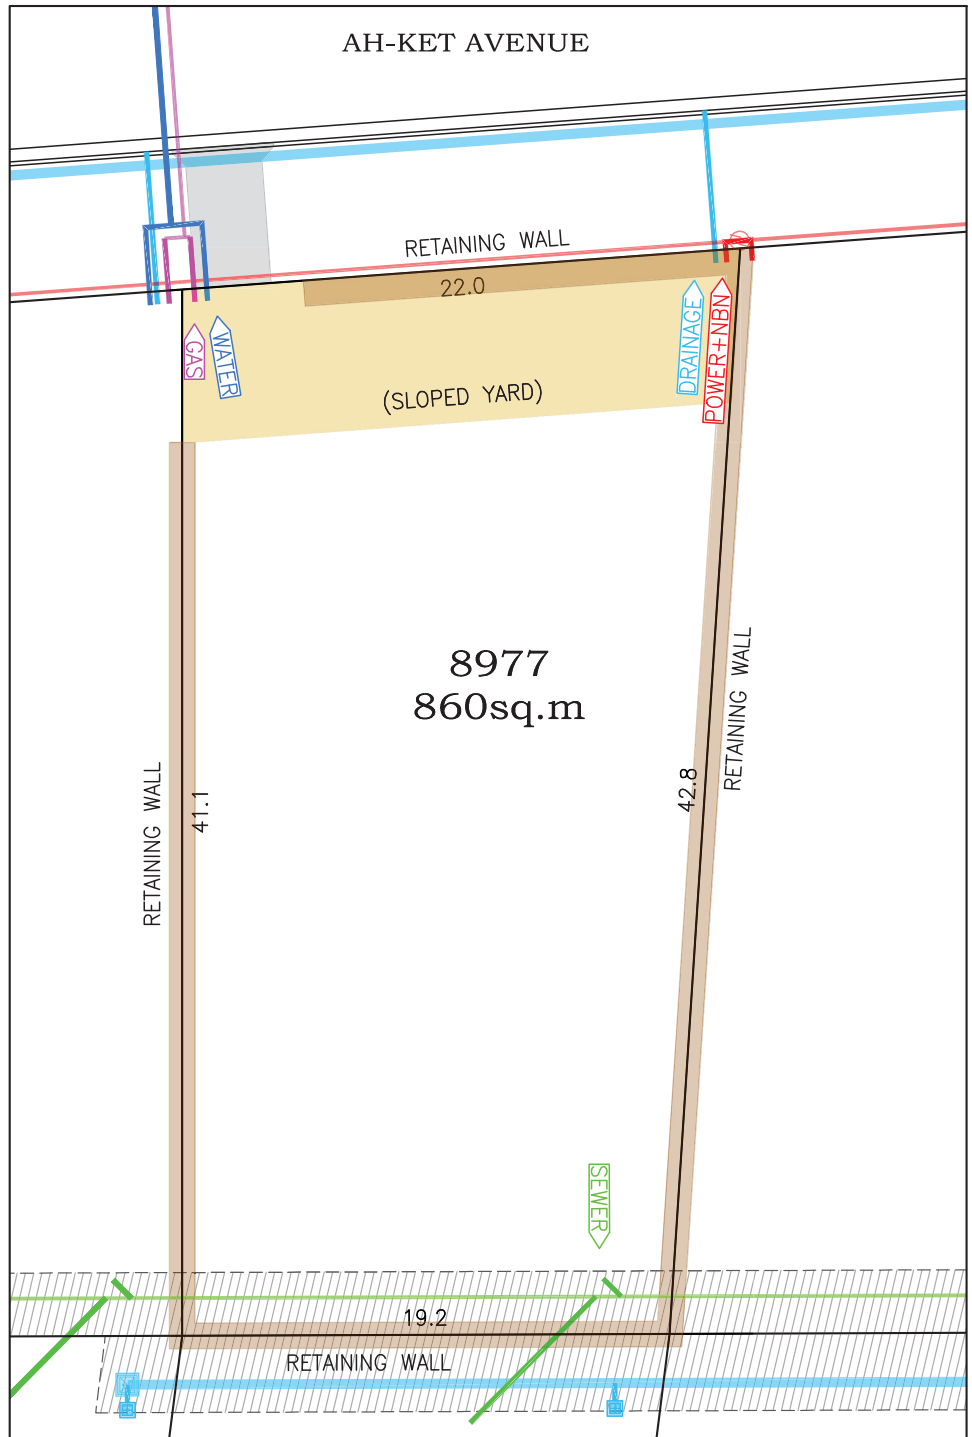 AH-KET AVENUE
RETAINING WALL
22.0
GAS
WATER
DRAINAGE
POWER+NBN
(SLOPED YARD)
8977
860sq.m
RETAINING WALL
41.1
42.8
RETAINING WALL
SEWER
19.2
RETAINING WALL